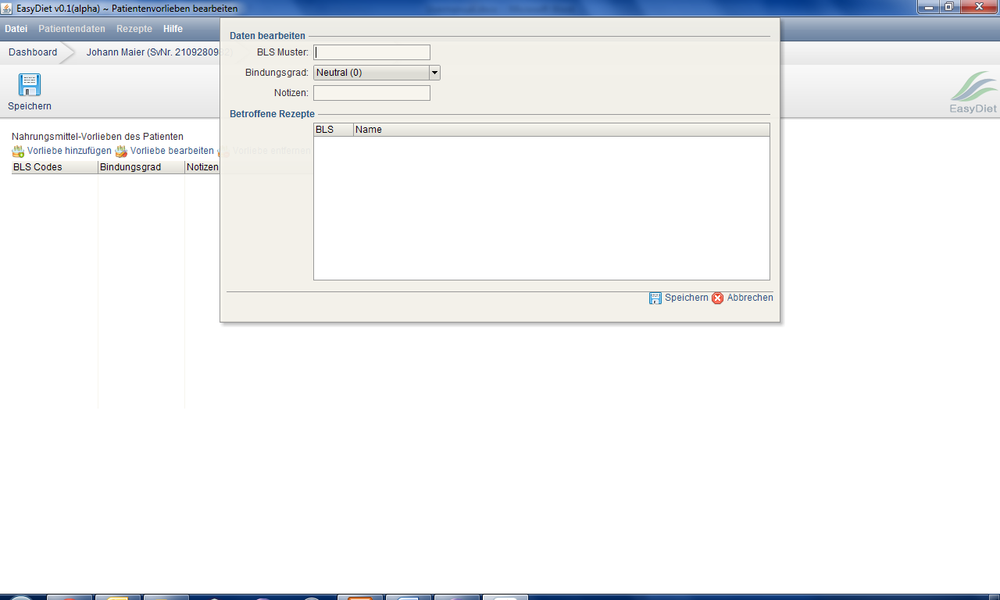 EasyDiet v0.1(alpha) ~ Patientenvorlieben bearbeiten
Datei Patientendaten Rezepte Hilfe
Dashboard Johann Maier (SvNr. 2109280982)
Speichern
EasyDiet
Nahrungsmittel-Vorlieben des Patienten
Vorliebe hinzufügen Vorliebe bearbeiten Vorliebe entfernen
BLS Codes Bindungsgrad Notizen
Daten bearbeiten
BLS Muster:
Bindungsgrad: Neutral (0)
Notizen:
Betroffene Rezepte
BLS Name
Speichern Abbrechen